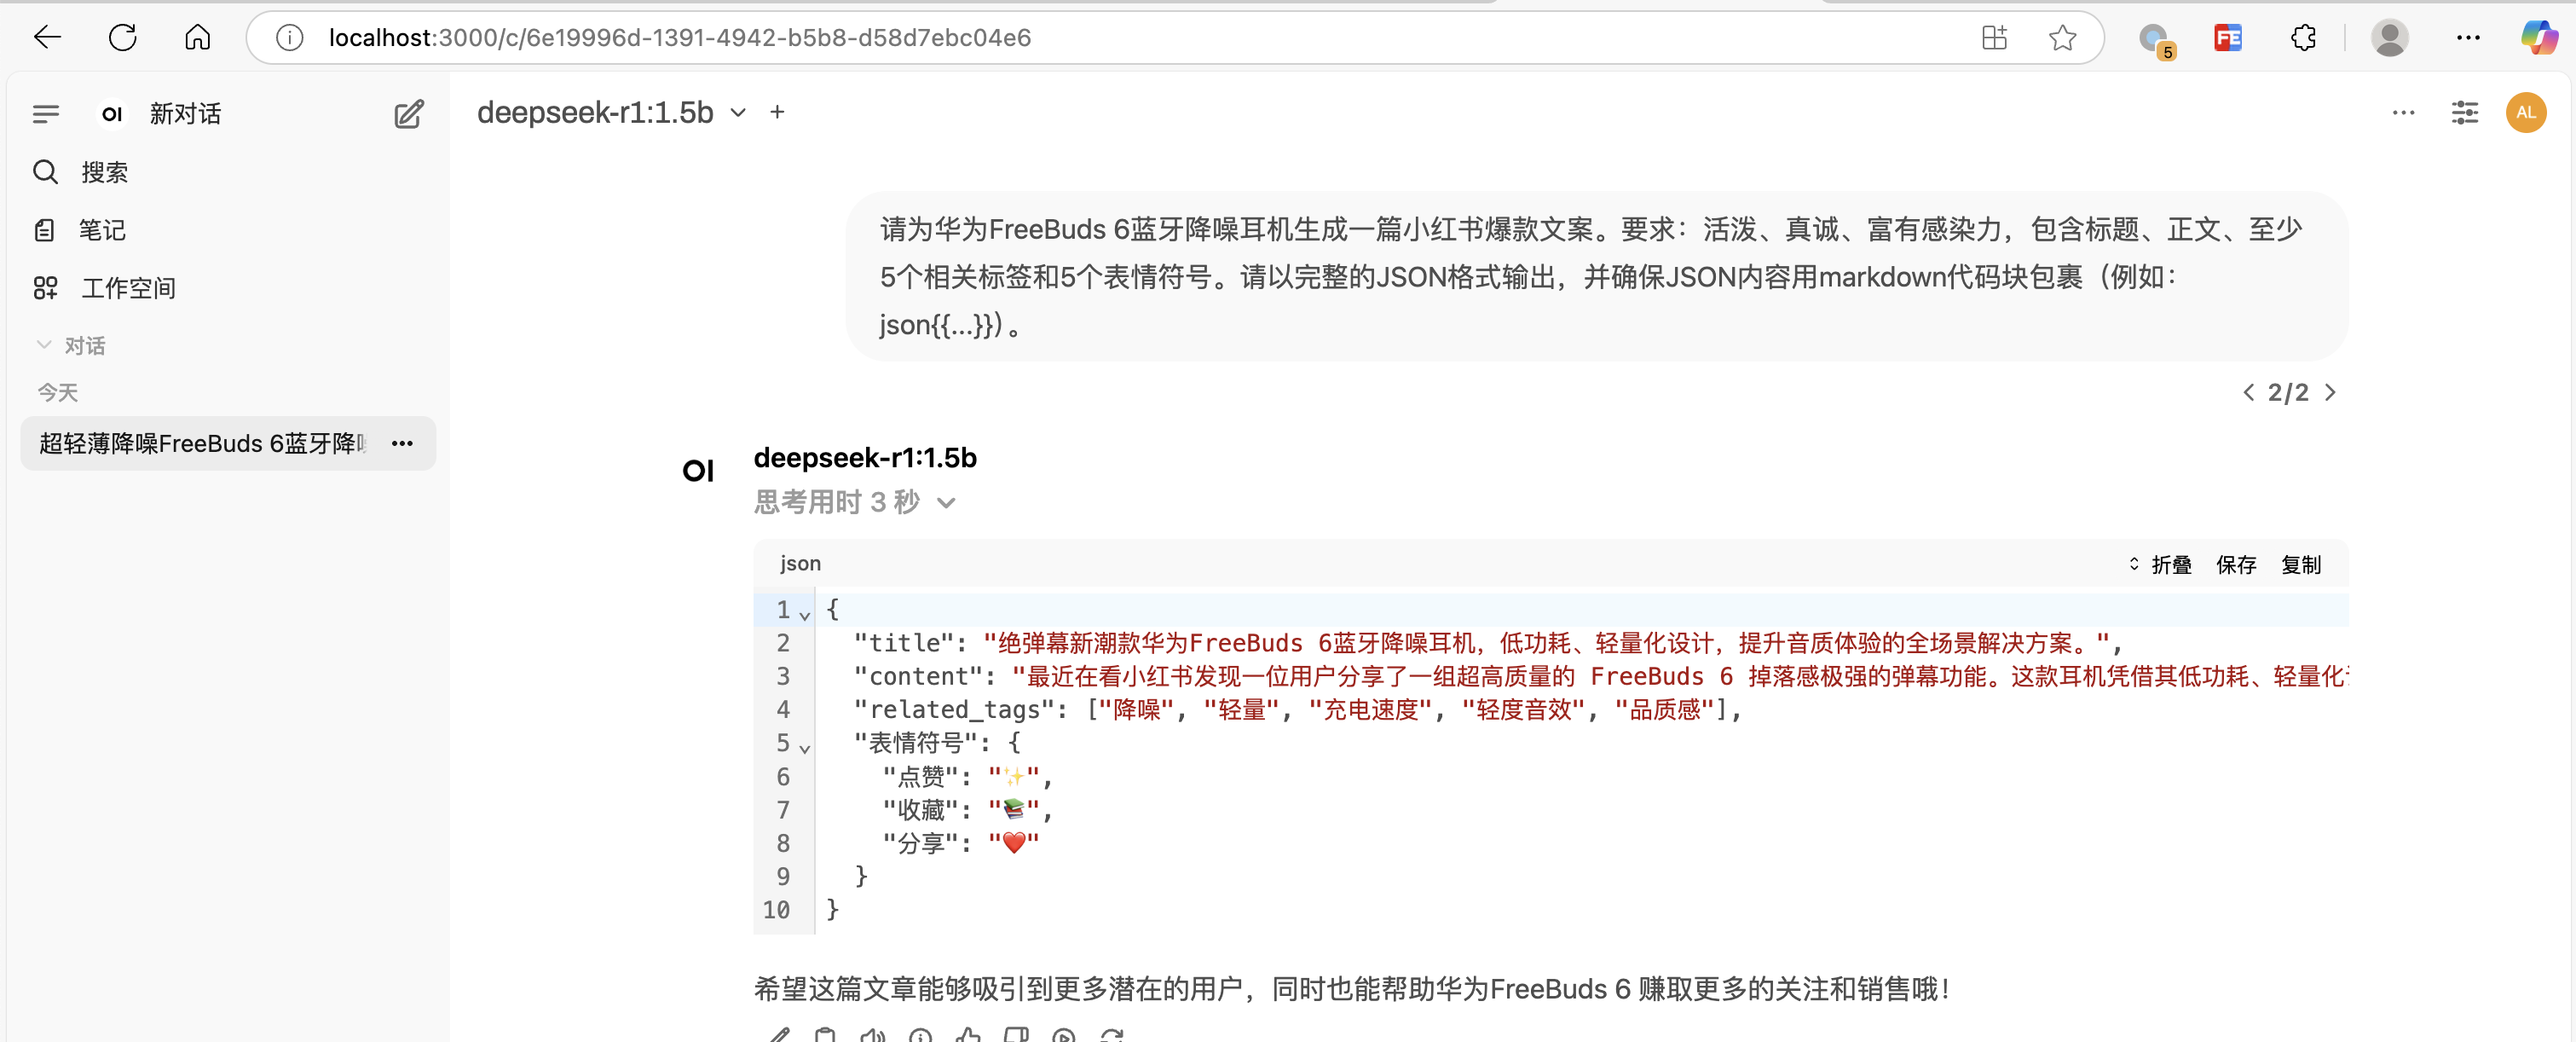 localhost:3000/c/6e19996d-1391-4942-b5b8-d58d7ebc04e6
5
FE
OI 新对话
搜索
笔记
工作空间
对话
今天
超轻薄降噪FreeBuds 6蓝牙降
deepseek-r1:1.5b
AL
请为华为FreeBuds 6蓝牙降噪耳机生成一篇小红书爆款文案。要求：活泼、真诚、富有感染力，包含标题、正文、至少
5个相关标签和5个表情符号。请以完整的JSON格式输出，并确保JSON内容用markdown代码块包裹（例如：
json{{...}}）。
2/2
OI
deepseek-r1:1.5b
思考用时 3 秒
json
折叠 保存 复制
1 {
2 "title": "绝弹幕新潮款华为FreeBuds 6蓝牙降噪耳机，低功耗、轻量化设计，提升音质体验的全场景解决方案。",
3 "content": "最近在看小红书发现一位用户分享了一组超高质量的 FreeBuds 6 掉落感极强的弹幕功能。这款耳机凭借其低功耗、轻量化
4 "related_tags": ["降噪", "轻量", "充电速度", "轻度音效", "品质感"],
5 "表情符号": {
6 "点赞": "✨",
7 "收藏": "📚",
8 "分享": "❤️"
9 }
10 }
希望这篇文章能够吸引到更多潜在的用户，同时也能帮助华为FreeBuds 6 赚取更多的关注和销售哦！